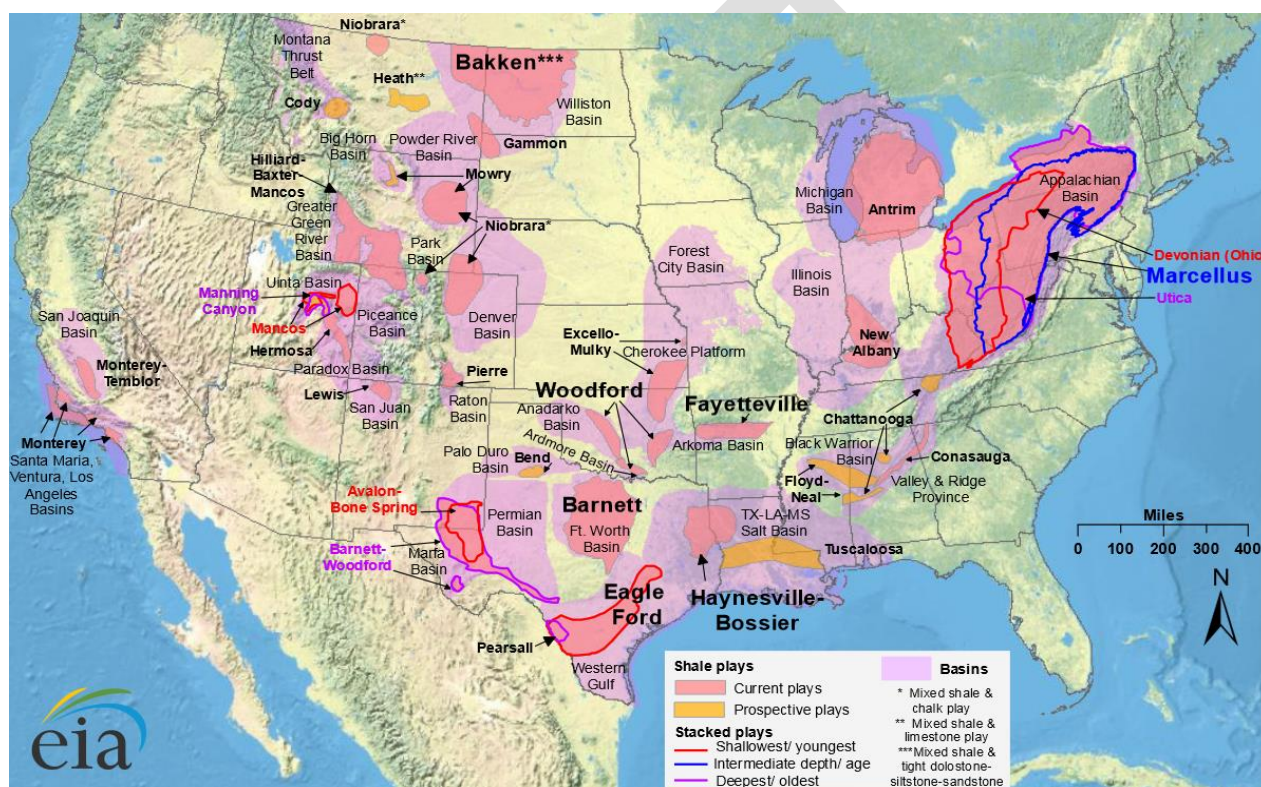 Niobrara*
Montana
Thrust
Belt
Bakken***
Heath**
Cody
Williston
Basin
Big Horn
Basin
Powder River
Basin
Gammon
Hilliard-
Baxter-
Mancos
Mowry
Greater
Green
River
Basin
Park
Basin
Niobrara*
Michigan
Basin
Antrim
Appalachian
Basin
Devonian (Ohio
Marcellus
Utica
Forest
City Basin
Illinois
Basin
Uinta Basin
Manning
Canyon
Mancos
Piceance
Basin
Denver
Basin
San Joaquin
Basin
Hermosa
Excello-
Mulky
Cherokee Platform
New
Albany
Monterey-
Temblor
Paradox Basin
Pierre
Lewis
San Juan
Basin
Raton
Basin
Woodford
Anadarko
Basin
Fayetteville
Chattanooga
Monterey
Santa Maria,
Ventura, Los
Angeles
Basins
Palo Duro
Basin
Bend
Ardmore Basin
Arkoma Basin
Black Warrior
Basin
Conasauga
Floyd-
Neal
Valley & Ridge
Province
Avalon-
Bone Spring
Permian
Basin
Barnett
Ft. Worth
Basin
TX-LA-MS
Salt Basin
Tuscaloosa
Barnett-
Woodford
Marfa
Basin
Eagle
Ford
Haynesville-
Bossier
Pearsall
Western
Gulf
Miles
0 100 200 300 400
N
eia
Shale plays
Current plays
Prospective plays
Stacked plays
Shallowest/ youngest
Intermediate depth/ age
Deepest/ oldest
Basins
* Mixed shale &
chalk play
** Mixed shale &
limestone play
***Mixed shale &
tight dolostone-
siltstone-sandstone